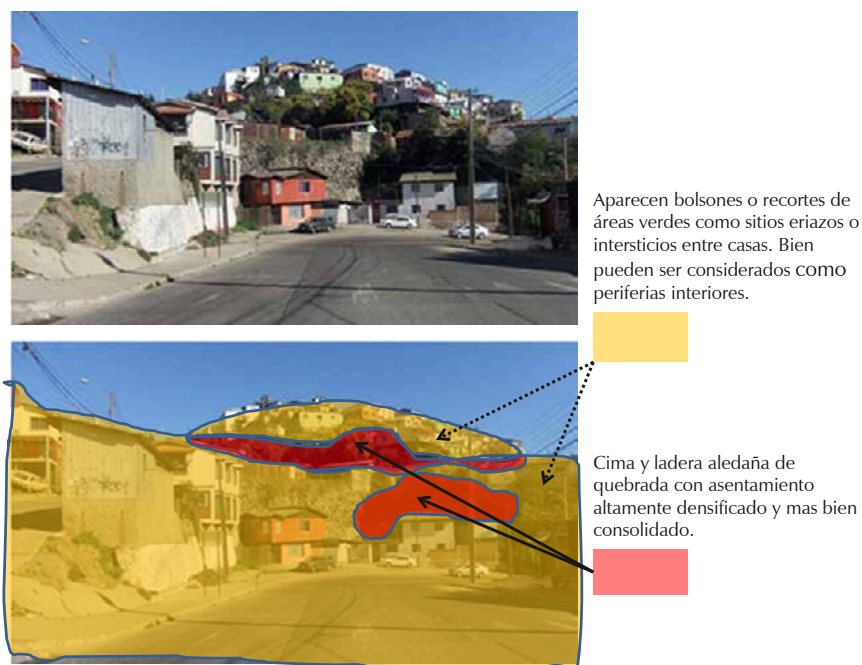 Aparecen bolsones o recortes de
áreas verdes como sitios eriazos o
intersticios entre casas. Bien
pueden ser considerados como
periferias interiores.
Cima y ladera aledaña de
quebrada con asentamiento
altamente densificado y mas bien
consolidado.